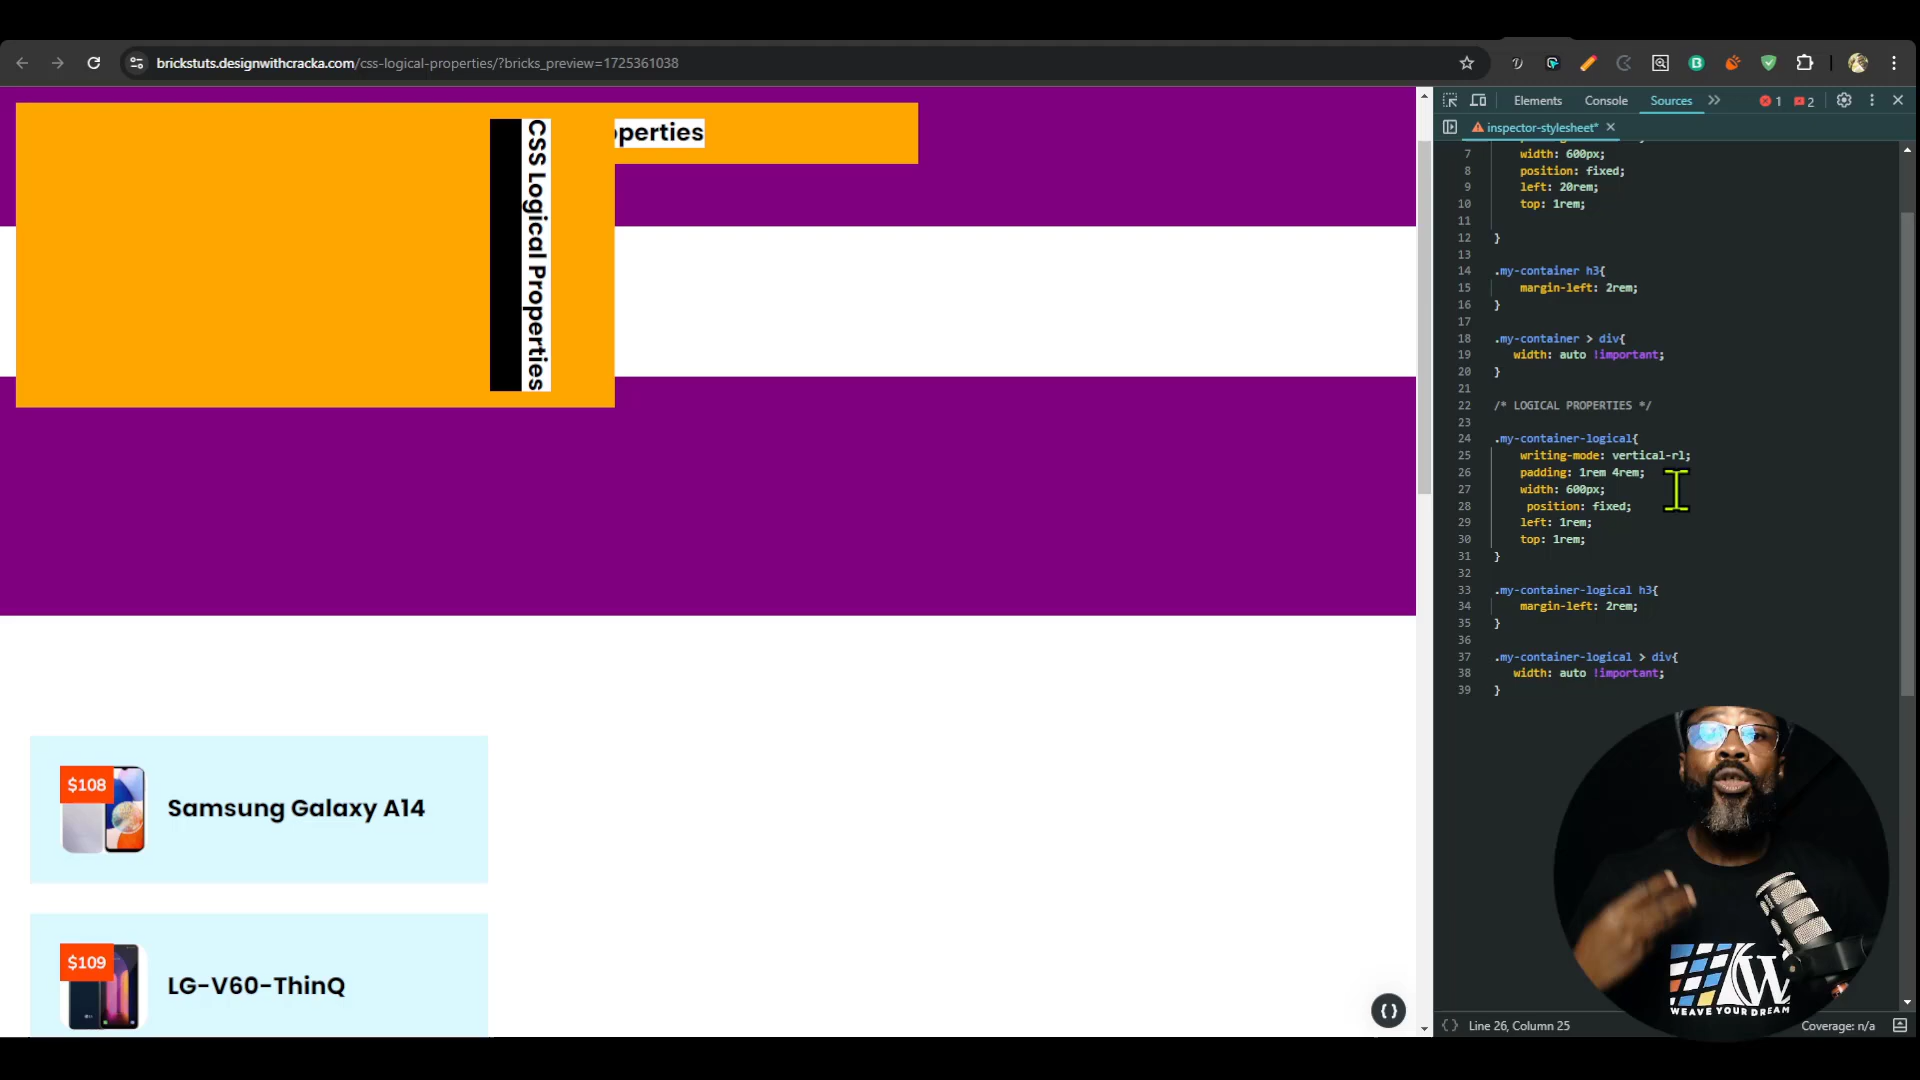 brickstuts.designwithcracka.com/css-logical-properties/?bricks_preview=1725361038
Elements Console Sources 1 2
inspector-stylesheet*
operties
CSS Logical Properties
7 width: 600px;
8 position: fixed;
9 left: 20rem;
10 top: 1rem;
11
12 }
13
14 .my-container h3{
15 margin-left: 2rem;
16 }
17
18 .my-container > div{
19 width: auto !important;
20 }
21
22 /* LOGICAL PROPERTIES */
23
24 .my-container-logical{
25 writing-mode: vertical-rl;
26 padding: 1rem 4rem;
27 width: 600px;
28 position: fixed;
29 left: 1rem;
30 top: 1rem;
31 }
32
33 .my-container-logical h3{
34 margin-left: 2rem;
35 }
36
37 .my-container-logical > div{
38 width: auto !important;
39 }
$108
Samsung Galaxy A14
$109
LG-V60-ThinQ
W
WEAVE YOUR DREAM
{ } Line 26, Column 25
Coverage: n/a